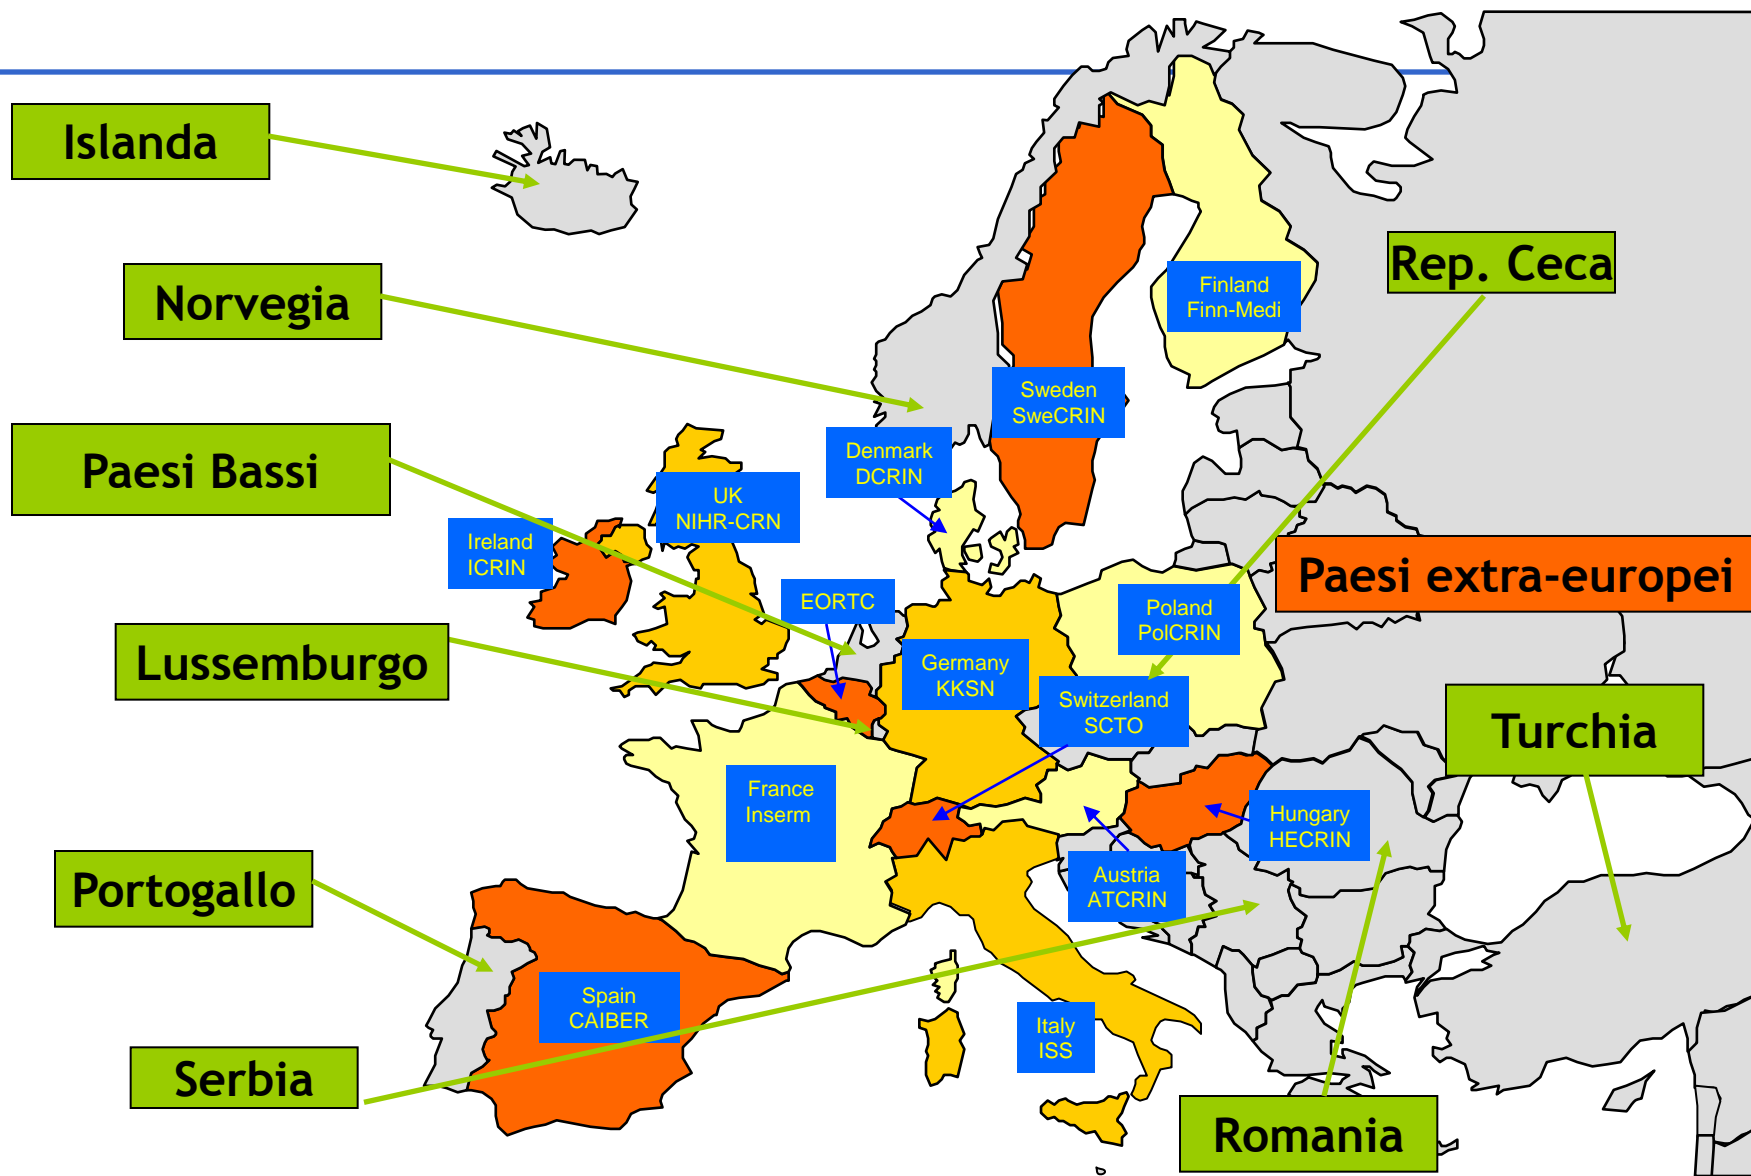 Islanda
Norvegia
Rep. Ceca
Finland
Finn-Medi
Sweden
SweCRIN
Paesi Bassi
Denmark
DCRIN
UK
NIHR-CRN
Ireland
ICRIN
Paesi extra-europei
EORTC
Poland
PolCRIN
Lussemburgo
Germany
KKSN
Switzerland
SCTO
Turchia
France
Inserm
Hungary
HECRIN
Portogallo
Austria
ATCRIN
Spain
CAIBER
Italy
ISS
Serbia
Romania